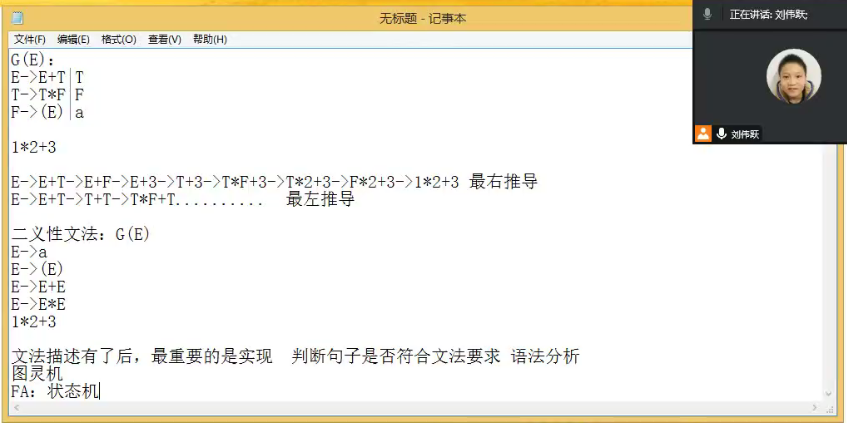 无标题 - 记事本
正在讲话: 刘伟跃;
文件(F) 编辑(E) 格式(O) 查看(V) 帮助(H)
G(E):
E->E+T|T
T->T*F|F
F->(E)|a
刘伟跃
1*2+3
E->E+T->E+F->E+3->T+3->T*F+3->T*2+3->F*2+3->1*2+3 最右推导
E->E+T->T+T->T*F+T.......... 最左推导
二义性文法: G(E)
E->a
E->(E)
E->E+E
E->E*E
1*2+3
文法描述有了后，最重要的是实现 判断句子是否符合文法要求 语法分析
图灵机
FA: 状态机